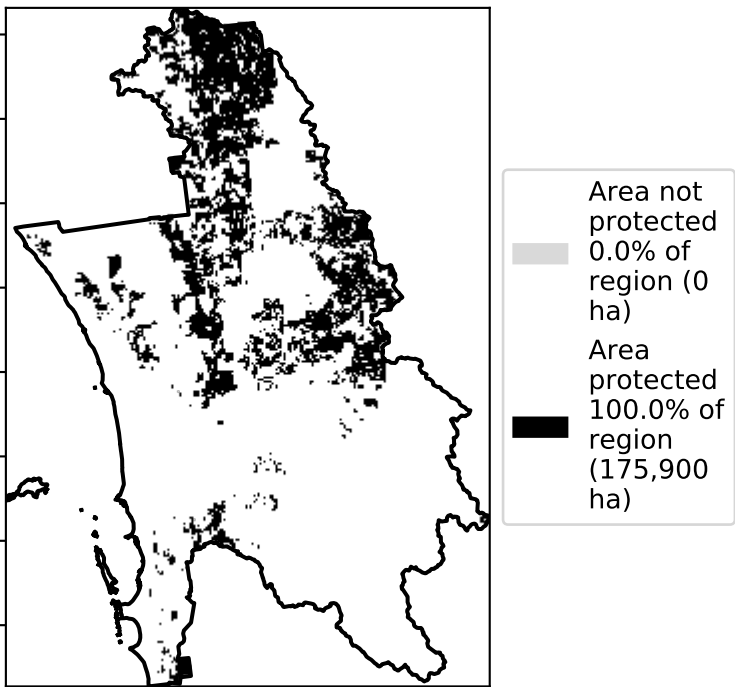 Area not
protected
0.0% of
region (0
ha)
Area
protected
100.0% of
region
(175,900
ha)